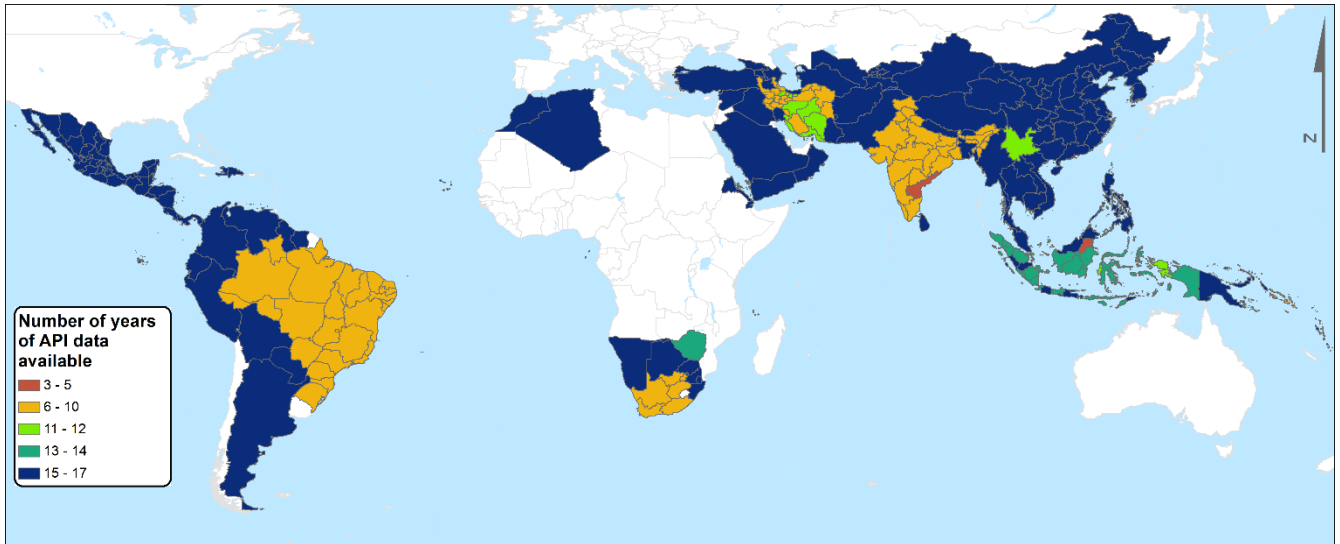 N
Number of years
of API data
available
3 - 5
6 - 10
11 - 12
13 - 14
15 - 17